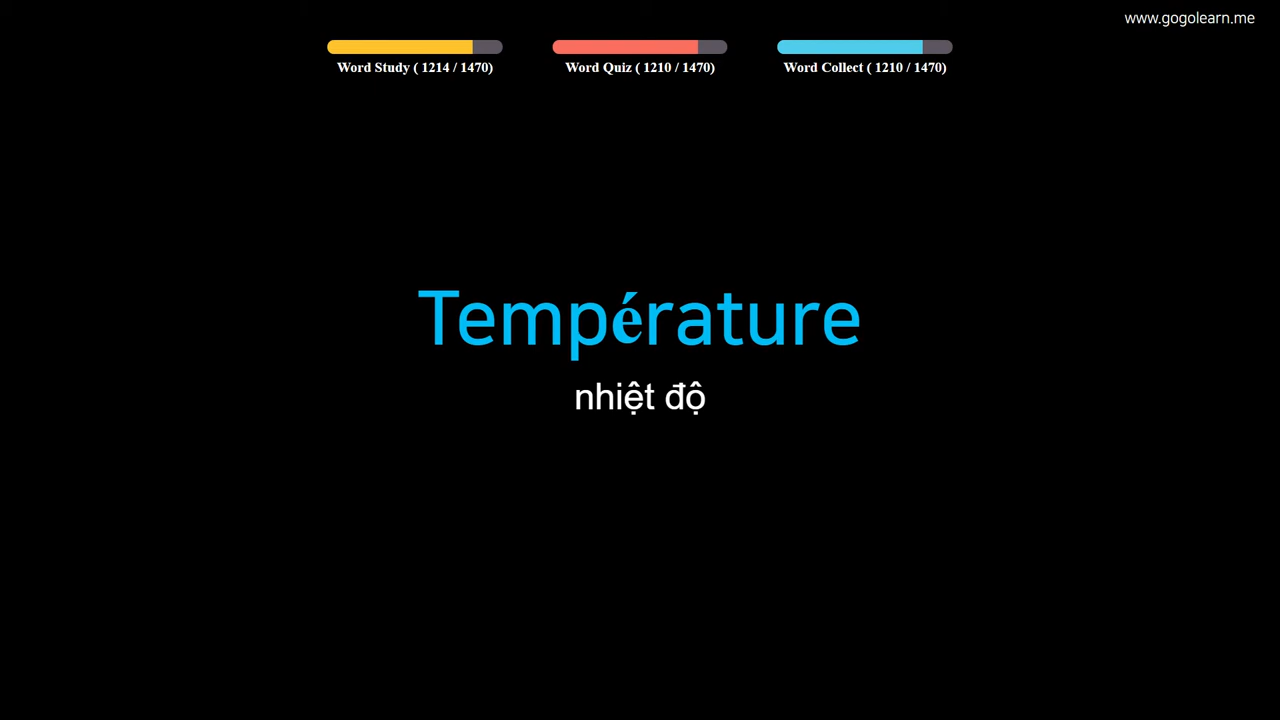 www.gogolearn.me
Word Study ( 1214 / 1470)
Word Quiz ( 1210 / 1470)
Word Collect ( 1210 / 1470)
Température
nhiệt độ